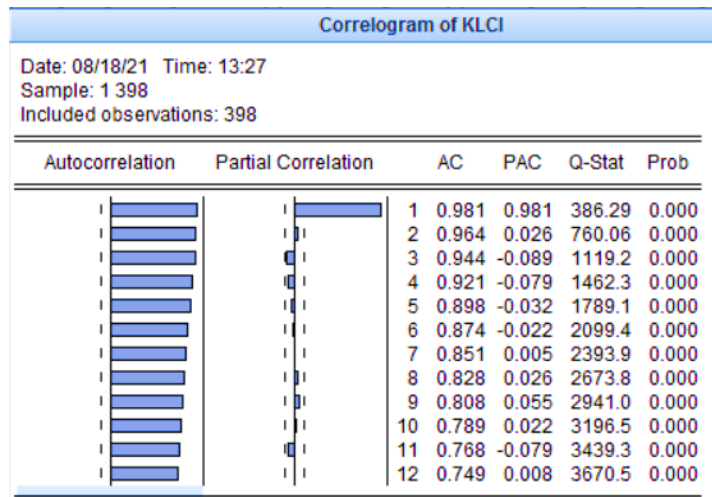 Correlogram of KLCI
Date: 08/18/21 Time: 13:27
Sample: 1 398
Included observations: 398
Autocorrelation Partial Correlation AC PAC Q-Stat Prob
1 0.981 0.981 386.29 0.000
2 0.964 0.026 760.06 0.000
3 0.944 -0.089 1119.2 0.000
4 0.921 -0.079 1462.3 0.000
5 0.898 -0.032 1789.1 0.000
6 0.874 -0.022 2099.4 0.000
7 0.851 0.005 2393.9 0.000
8 0.828 0.026 2673.8 0.000
9 0.808 0.055 2941.0 0.000
10 0.789 0.022 3196.5 0.000
11 0.768 -0.079 3439.3 0.000
12 0.749 0.008 3670.5 0.000